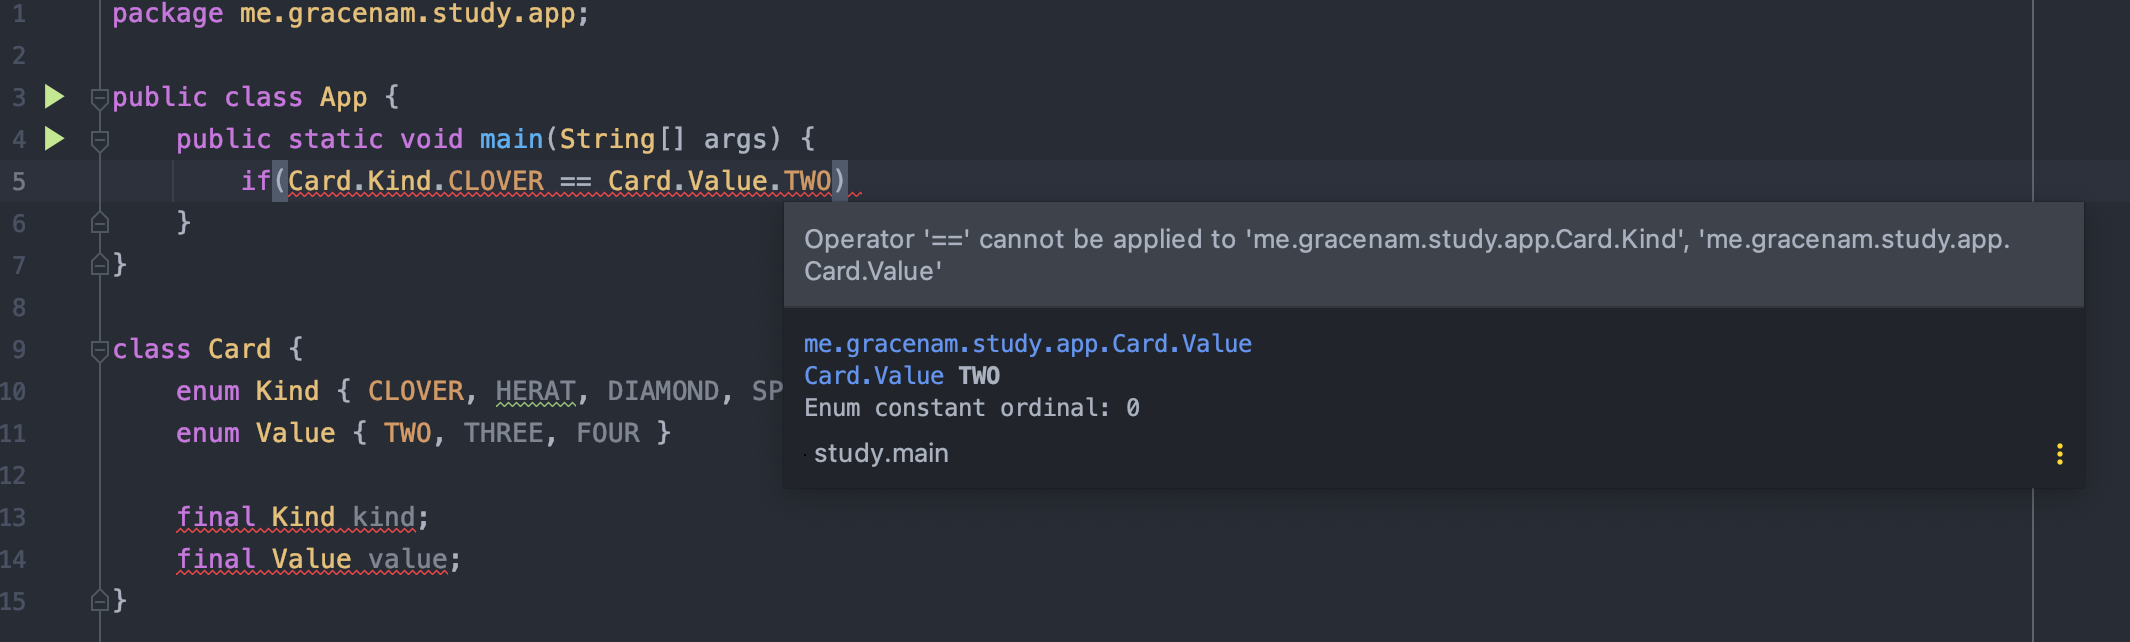 1 package me.gracenam.study.app;
2
3 public class App {
4 public static void main(String[] args) {
5 if(Card.Kind.CLOVER == Card.Value.TWO)
6 }
7 }
8
9 class Card {
10 enum Kind { CLOVER, HERAT, DIAMOND, SP
11 enum Value { TWO, THREE, FOUR }
12
13 final Kind kind;
14 final Value value;
15 }
Operator '==' cannot be applied to 'me.gracenam.study.app.Card.Kind', 'me.gracenam.study.app.
Card.Value'
me.gracenam.study.app.Card.Value
Card.Value TWO
Enum constant ordinal: 0
study.main